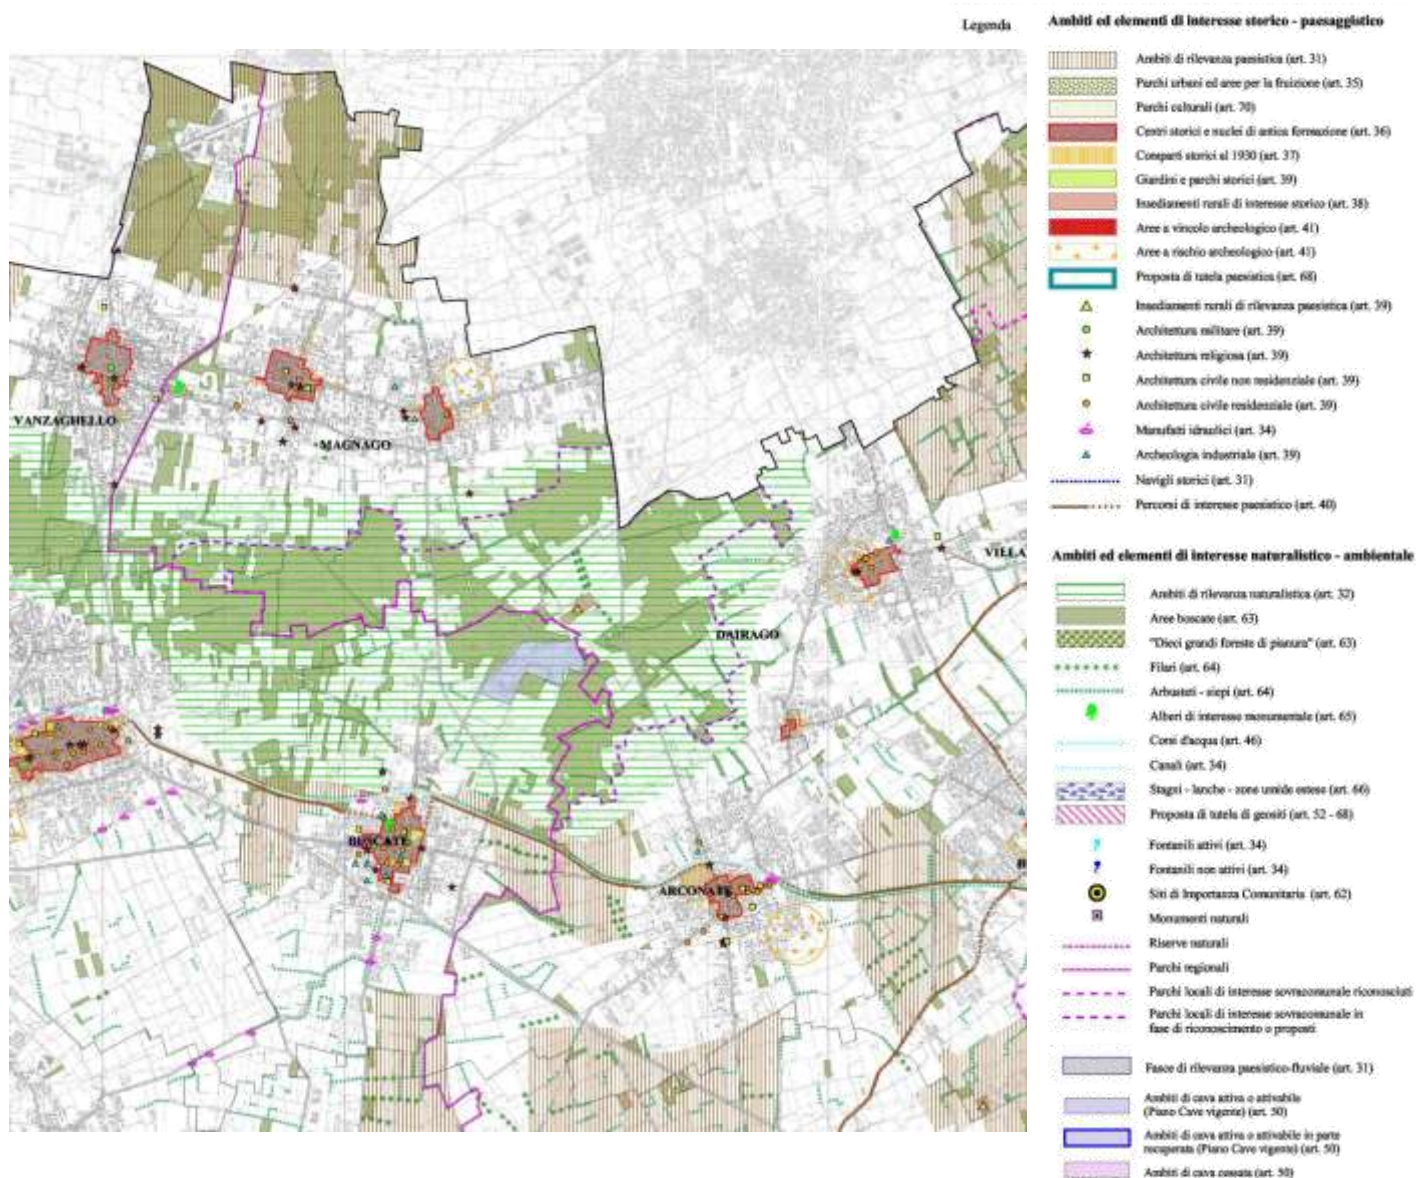 Legenda
Ambiti ed elementi di interesse storico - paesaggistico
Ambiti di rilevanza paesistica (art. 31)
Parchi urbani ed aree per la fruizione (art. 35)
Parchi culturali (art. 70)
Centri storici e nuclei di antica formazione (art. 36)
Comparti storici al 1930 (art. 37)
Giardini e parchi storici (art. 39)
Insediamenti rurali di interesse storico (art. 38)
Aree a vincolo archeologico (art. 41)
Aree a rischio archeologico (art. 41)
Proposta di tutela paesistica (art. 68)
Insediamenti rurali di rilevanza paesistica (art. 39)
Architettura militare (art. 39)
Architettura religiosa (art. 39)
Architettura civile non residenziale (art. 39)
Architettura civile residenziale (art. 39)
Manufatti idraulici (art. 34)
Archeologia industriale (art. 39)
Navigli storici (art. 31)
Percorsi di interesse paesistico (art. 40)
Ambiti ed elementi di interesse naturalistico - ambientale
Ambiti di rilevanza naturalistica (art. 32)
Aree boscate (art. 63)
"Dieci grandi foreste di pianura" (art. 63)
Filari (art. 64)
Arbusteti - siepi (art. 64)
Alberi di interesse monumentale (art. 65)
Corsi d'acqua (art. 46)
Canali (art. 34)
Stagni - lanche - zone umide estese (art. 66)
Proposta di tutela di geositi (art. 52 - 68)
Fontanili attivi (art. 34)
Fontanili non attivi (art. 34)
Siti di Importanza Comunitaria (art. 62)
Monumenti naturali
Riserve naturali
Parchi regionali
Parchi locali di interesse sovracomunale riconosciuti
Parchi locali di interesse sovracomunale in
fase di riconoscimento o proposti
Fasce di rilevanza paesistico-fluviale (art. 31)
Ambiti di cava attiva o attivabile
(Piano Cave vigente) (art. 50)
Ambiti di cava attiva o attivabile in parte
recuperata (Piano Cave vigente) (art. 50)
Ambiti di cava cessata (art. 50)
VANZAGHELLO
MAGNAGO
VILLA
DAIRAGO
BUSCATE
ARCONATE
B